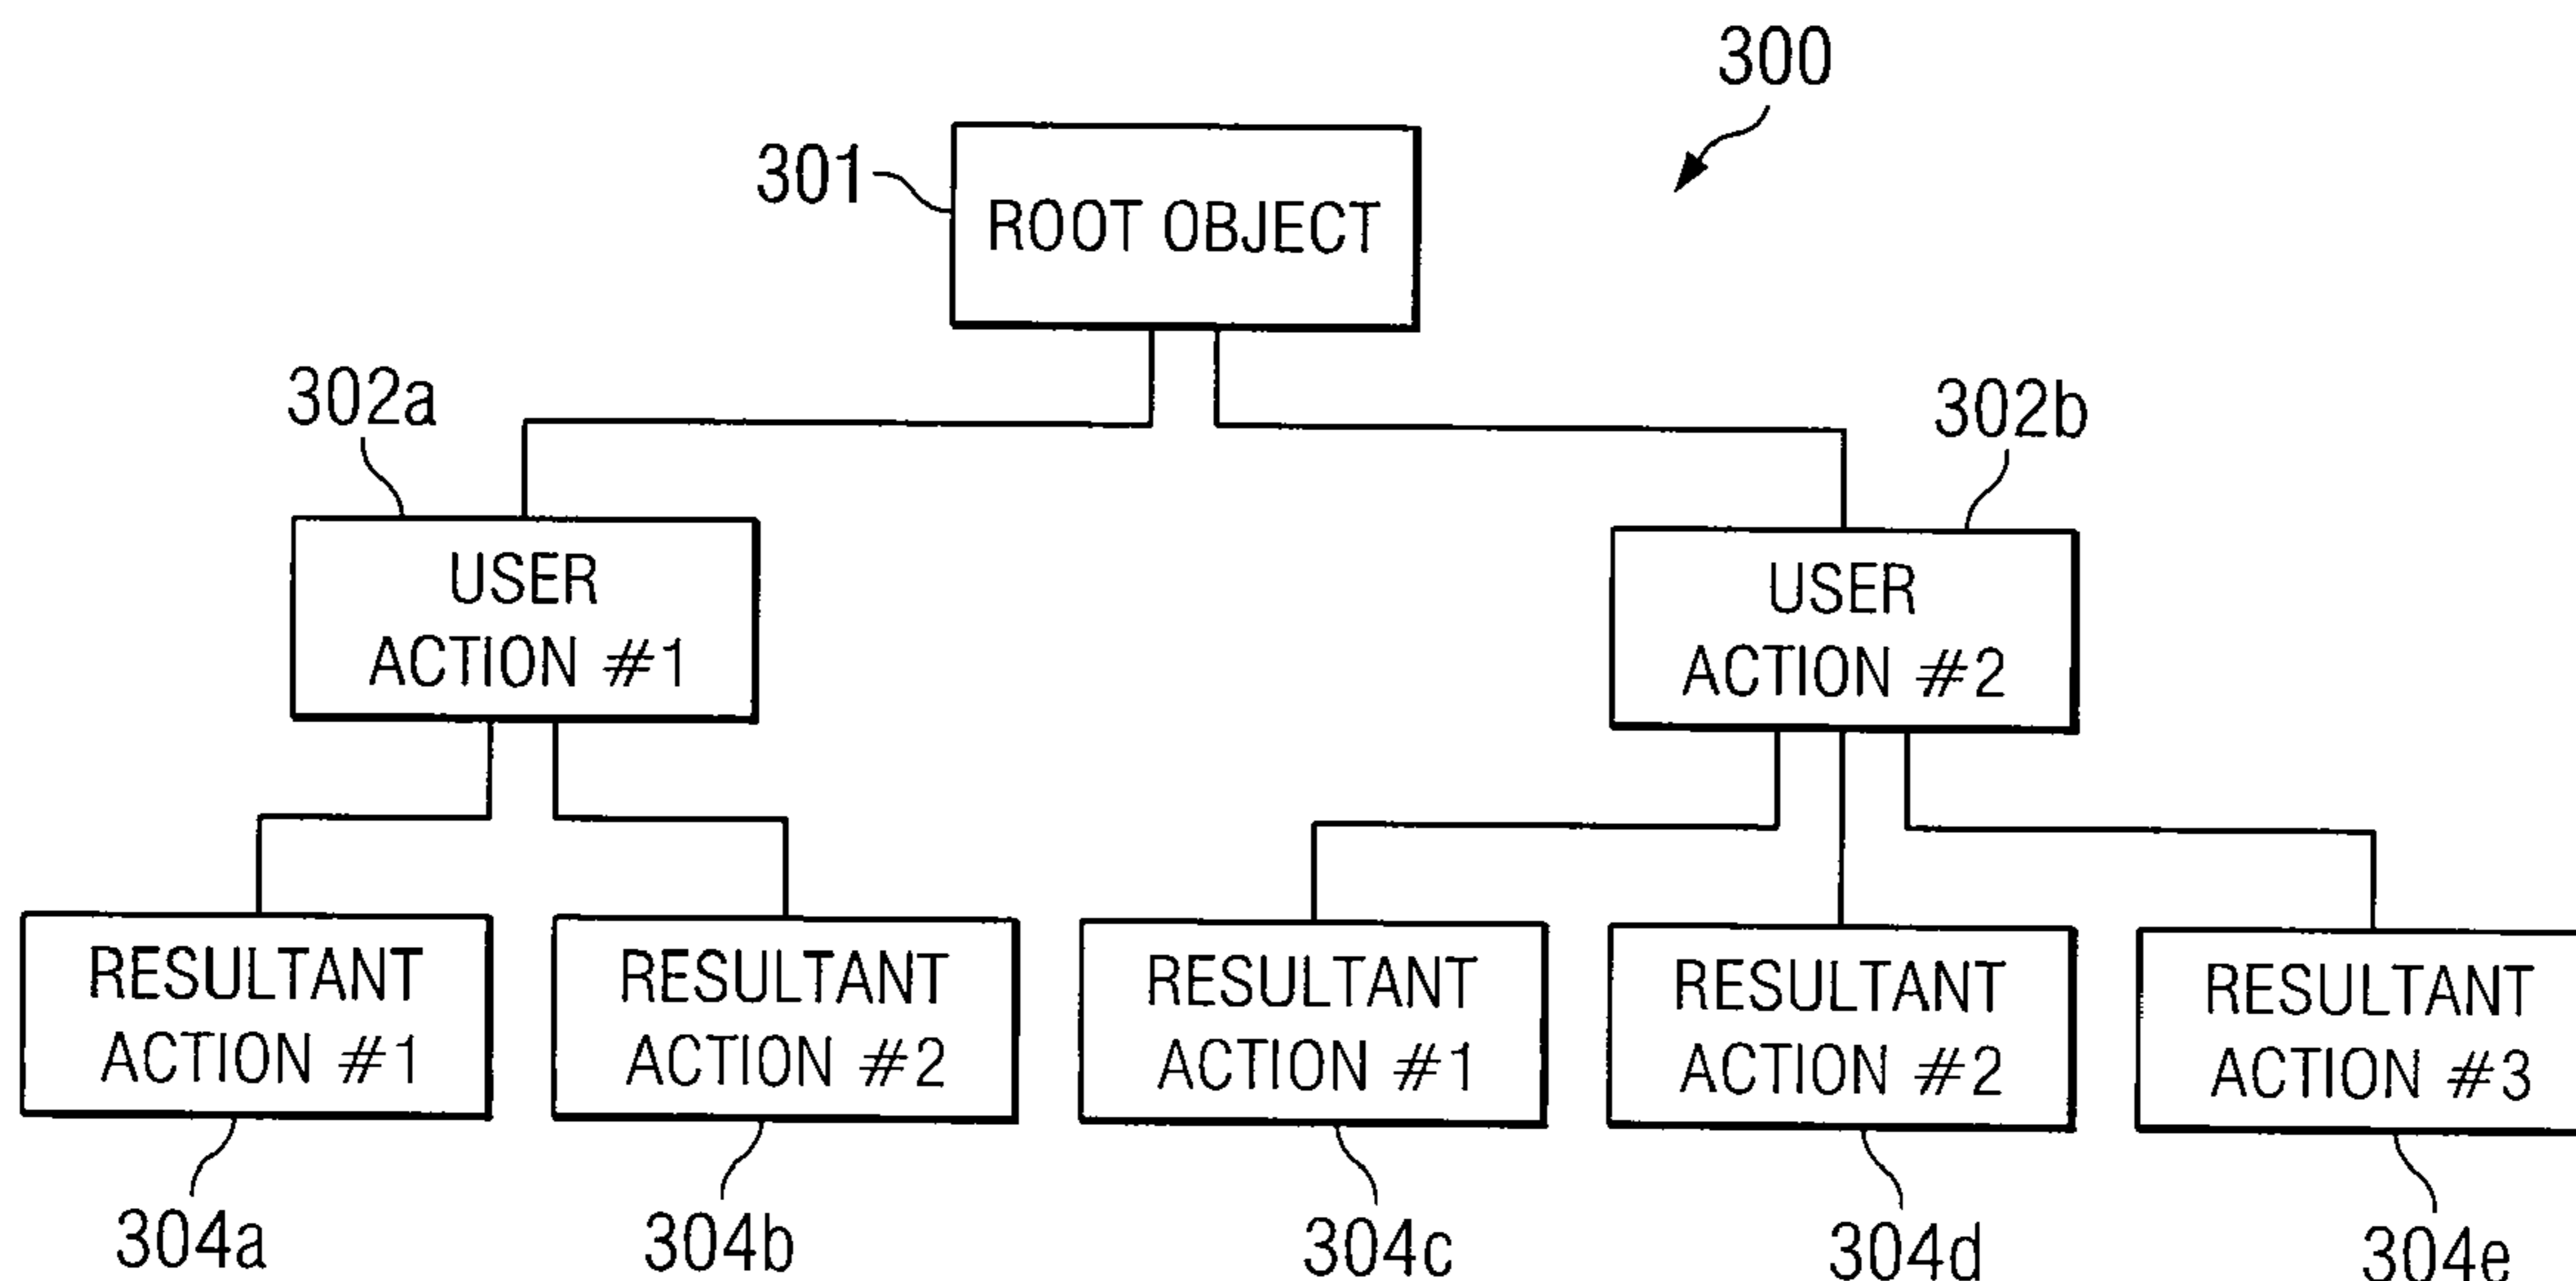 300
301
ROOT OBJECT
302a
302b
USER
ACTION #1
USER
ACTION #2
RESULTANT
ACTION #1
RESULTANT
ACTION #2
RESULTANT
ACTION #1
RESULTANT
ACTION #2
RESULTANT
ACTION #3
304a
304b
304c
304d
304e